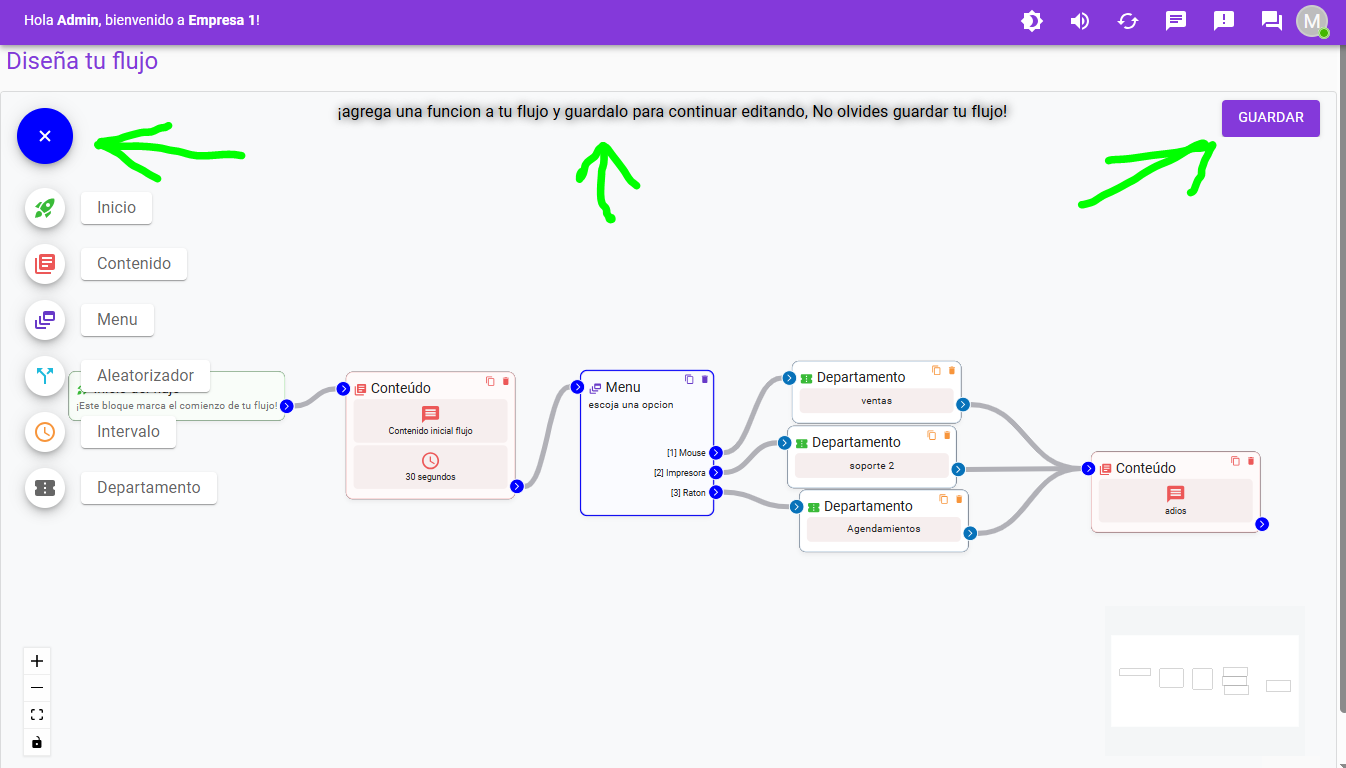 Hola Admin, bienvenido a Empresa 1!
M
Diseña tu flujo
¡agrega una funcion a tu flujo y guardalo para continuar editando, No olvides guardar tu flujo!
GUARDAR
Inicio
Contenido
Menu
Aleatorizador
¡Este bloque marca el comienzo de tu flujo!
Intervalo
Departamento
Conteúdo
Contenido inicial flujo
30 segundos
Menu
escoja una opcion
[1] Mouse
[2] Impresora
[3] Raton
Departamento
ventas
Departamento
soporte 2
Departamento
Agendamientos
Conteúdo
adios